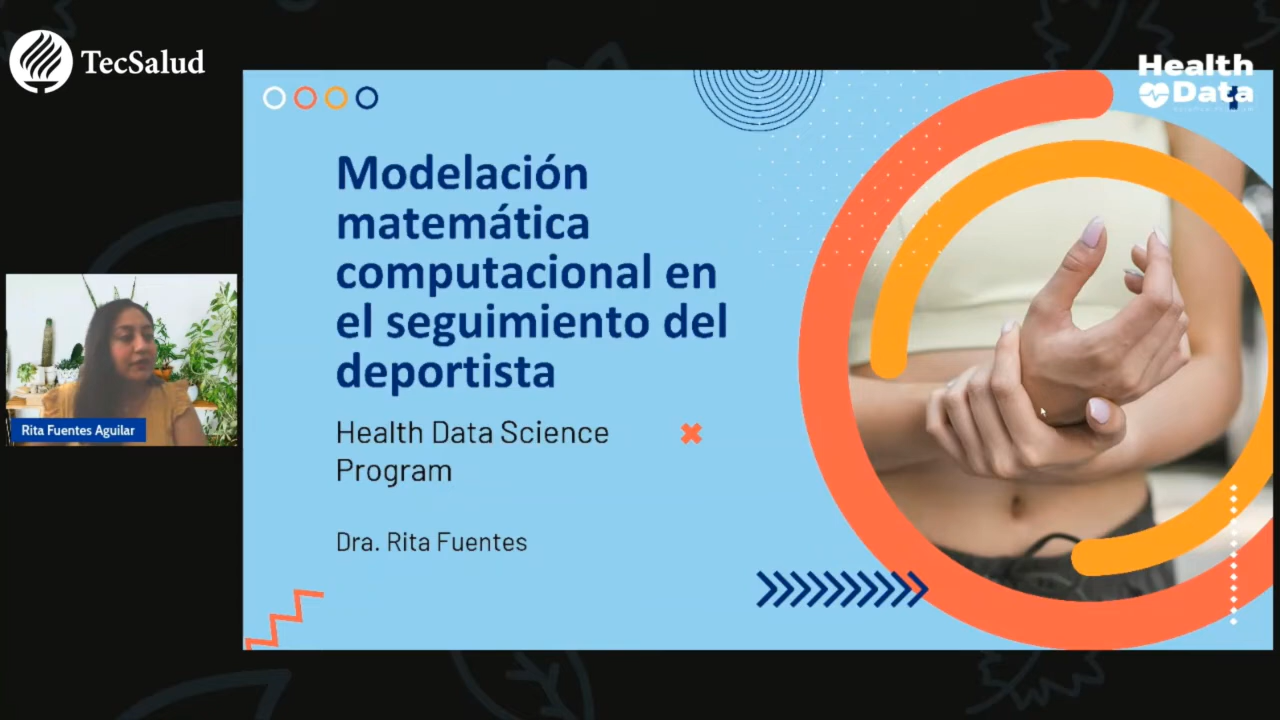 TecSalud
Health
Data
Modelación
matemática
computacional en
el seguimiento del
deportista
Health Data Science
Program
Dra. Rita Fuentes
Rita Fuentes Aguilar